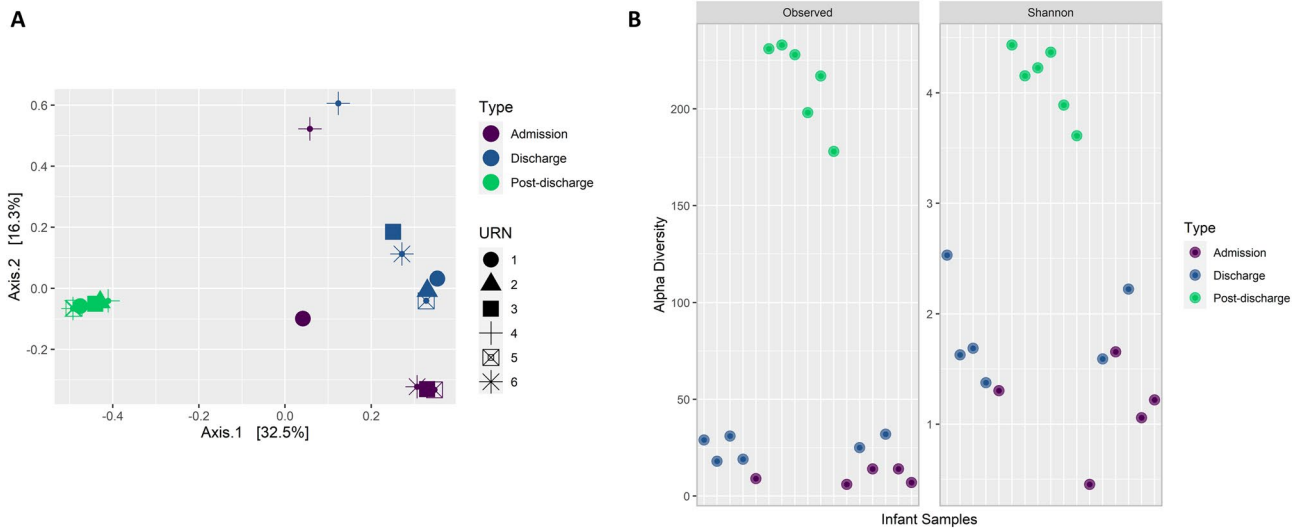 A
0.6
0.4
0.2
0.0
-0.2
-0.4
-0.2
0.0
0.2
Axis.2 [16.3%]
Axis.1 [32.5%]
Type
Admission
Discharge
Post-discharge
URN
1
2
3
4
5
6
B
Observed
Shannon
200
150
100
50
0
4
3
2
1
Alpha Diversity
Infant Samples
Type
Admission
Discharge
Post-discharge